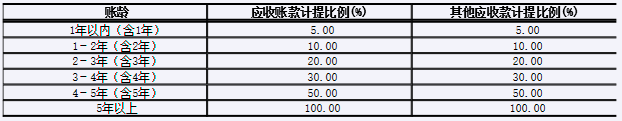 账龄 应收账款计提比例(%) 其他应收款计提比例(%)
1年以内(含1年) 5.00 5.00
1-2年(含2年) 10.00 10.00
2-3年(含3年) 20.00 20.00
3-4年(含4年) 30.00 30.00
4-5年(含5年) 50.00 50.00
5年以上 100.00 100.00